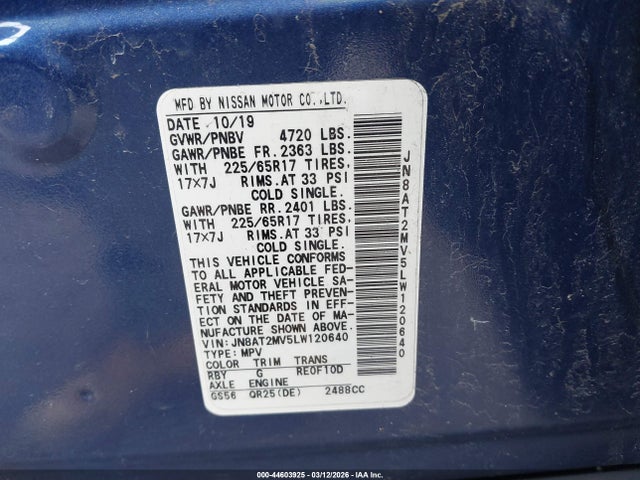 MFD BY NISSAN MOTOR CO.,LTD.
DATE 10/19
GVWR/PNBV 4720 LBS.
GAWR/PNBE FR. 2363 LBS.
WITH 225/65R17 TIRES,
17×7J RIMS.AT 33 PSI
COLD SINGLE.
GAWR/PNBE RR. 2401 LBS.
WITH 225/65R17 TIRES,
17×7J RIMS.AT 33 PSI
COLD SINGLE.
THIS VEHICLE CONFORMS
TO ALL APPLICABLE FED-
ERAL MOTOR VEHICLE SA-
FETY AND THEFT PREVEN-
TION STANDARDS IN EFF-
ECT ON THE DATE OF MA-
NUFACTURE SHOWN ABOVE.
VIN:JN8AT2MV5LW120640
TYPE:MPV
COLOR TRIM TRANS
RBY G RE0F10D
AXLE ENGINE
GS56 QR25(DE) 2488CC
JN8AT2MV5LW120640
000-44603925 - 03/12/2026 - IAA Inc.